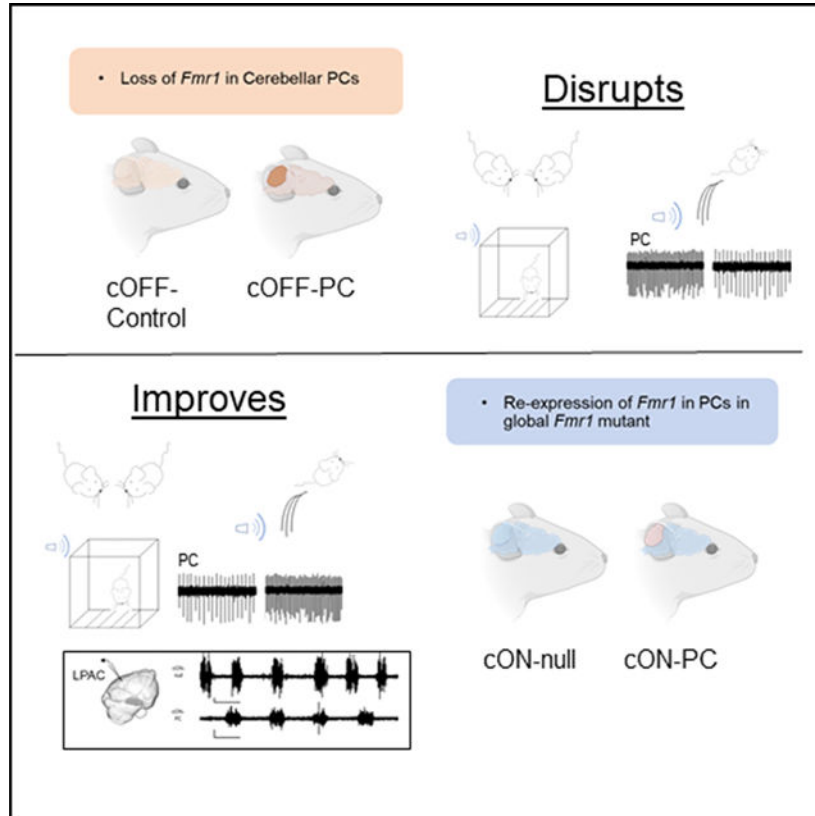 • Loss of Fmr1 in Cerebellar PCs
Disrupts
cOFF-
Control
cOFF-PC
PC
Improves
• Re-expression of Fmr1 in PCs in
global Fmr1 mutant
PC
LPAC
cON-null
cON-PC